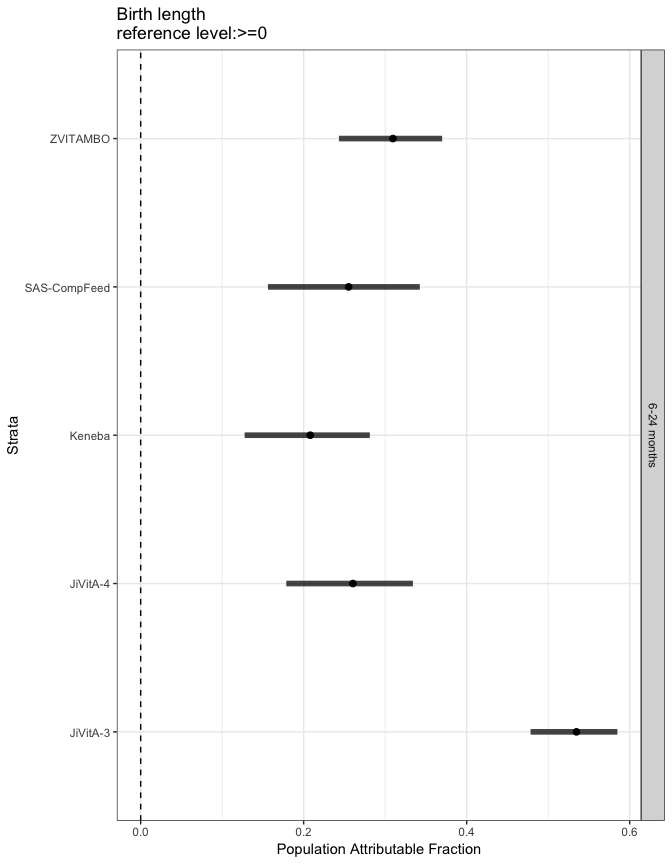 Birth length
reference level:>=0
ZVITAMBO
SAS-CompFeed
Keneba
JiVitA-4
JiVitA-3
Strata
6-24 months
0.0
0.2
0.4
0.6
Population Attributable Fraction